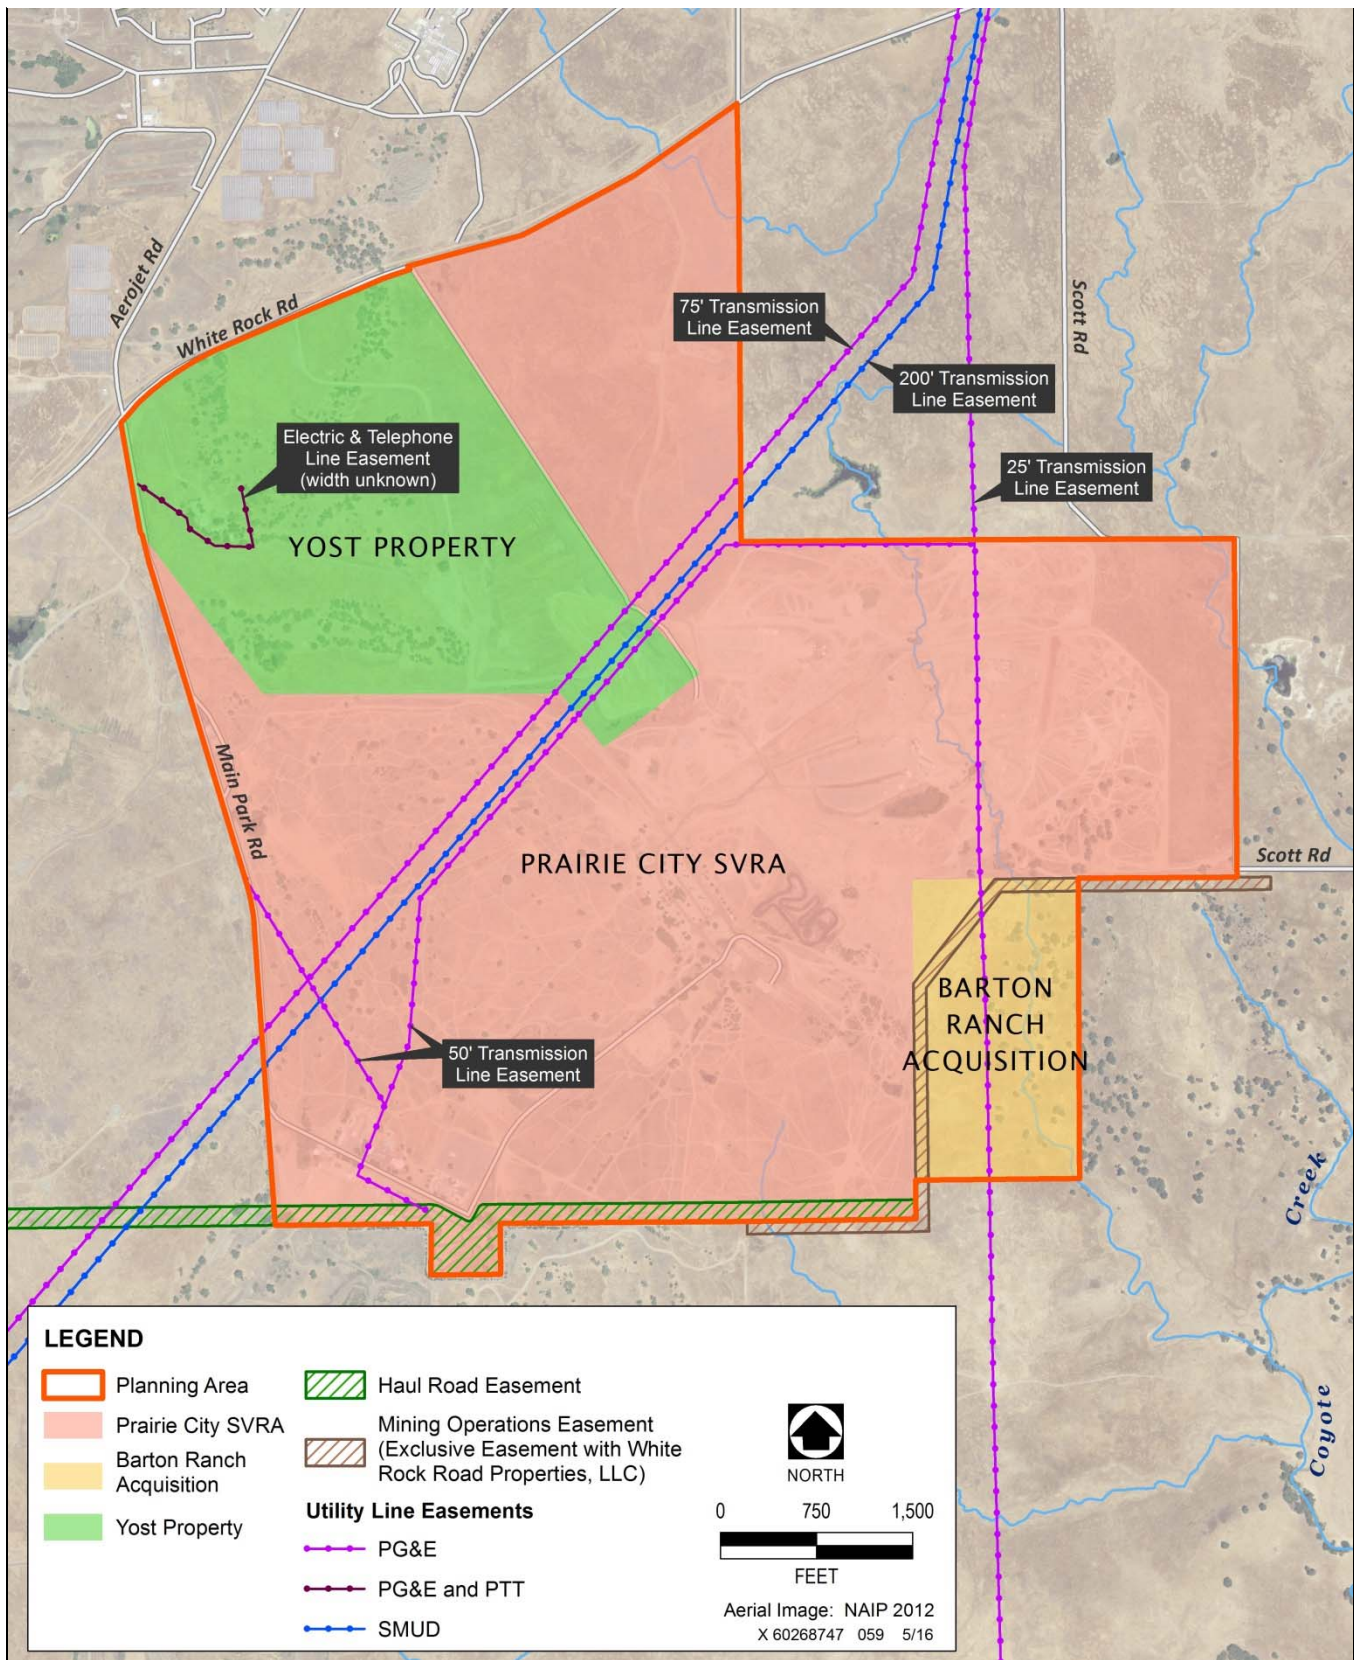 Aerojet Rd
White Rock Rd
75' Transmission
Line Easement
Scott Rd
200' Transmission
Line Easement
Electric & Telephone
Line Easement
(width unknown)
25' Transmission
Line Easement
YOST PROPERTY
Main Park Rd
PRAIRIE CITY SVRA
Scott Rd
BARTON
RANCH
ACQUISITION
50' Transmission
Line Easement
Creek
Coyote
LEGEND
Planning Area
Prairie City SVRA
Barton Ranch
Acquisition
Yost Property
Haul Road Easement
Mining Operations Easement
(Exclusive Easement with White
Rock Road Properties, LLC)
Utility Line Easements
PG&E
PG&E and PTT
SMUD
NORTH
0 750 1,500
FEET
Aerial Image: NAIP 2012
X 60268747 059 5/16